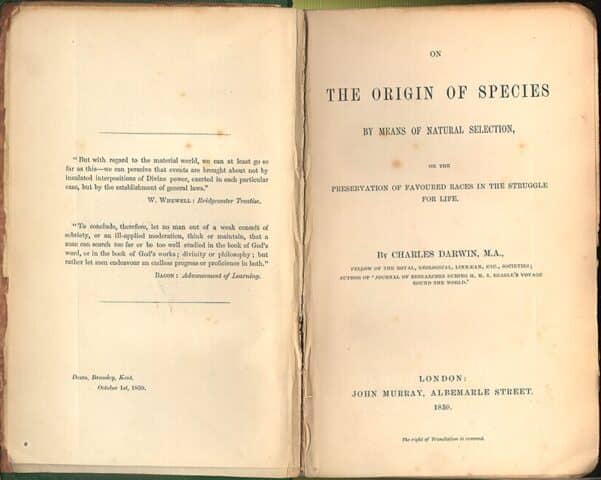 "But with regard to the material world, we can at least go so
far as this—we can perceive that events are brought about not by
insulated interpositions of Divine power, exerted in each particular
case, but by the establishment of general laws."
W. WHEWELL: Bridgewater Treatise.
"To conclude, therefore, let no man out of a weak conceit of
sobriety, or an ill-applied moderation, think or maintain, that a
man can search too far or be too well studied in the book of God's
word, or in the book of God's works; divinity or philosophy; but
rather let men endeavour an endless progress or proficience in both."
BACON: Advancement of Learning.
Down, Bromley, Kent,
October 1st, 1859.
ON
THE ORIGIN OF SPECIES
BY MEANS OF NATURAL SELECTION,
OR THE
PRESERVATION OF FAVOURED RACES IN THE STRUGGLE
FOR LIFE.
BY CHARLES DARWIN, M.A.,
FELLOW OF THE ROYAL, GEOLOGICAL, LINNÆAN, ETC., SOCIETIES;
AUTHOR OF 'JOURNAL OF RESEARCHES DURING H. M. S. BEAGLE'S VOYAGE
ROUND THE WORLD.'
LONDON:
JOHN MURRAY, ALBEMARLE STREET.
1859.
The right of Translation is reserved.